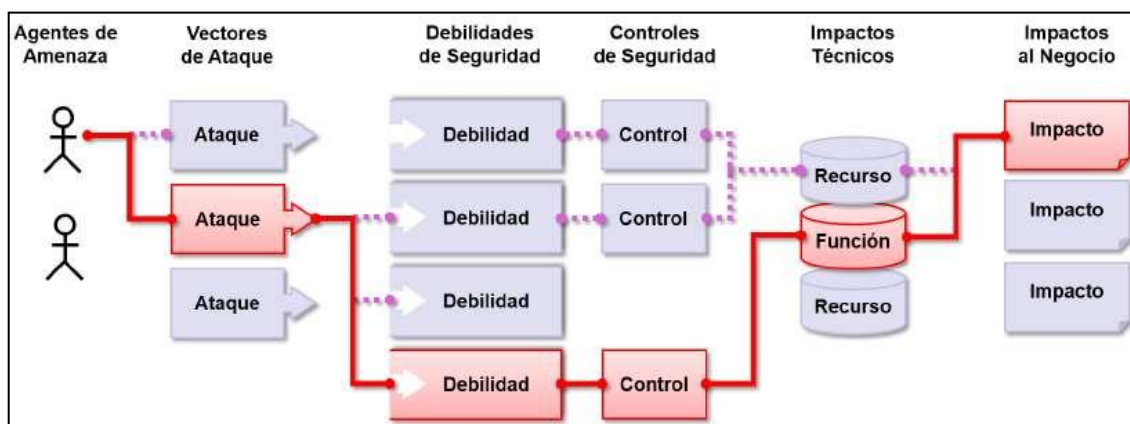 Agentes de
Amenaza
Vectores
de Ataque
Debilidades
de Seguridad
Controles
de Seguridad
Impactos
Técnicos
Impactos
al Negocio
Ataque
Debilidad
Control
Impacto
Recurso
Ataque
Debilidad
Control
Impacto
Función
Ataque
Debilidad
Impacto
Recurso
Debilidad
Control